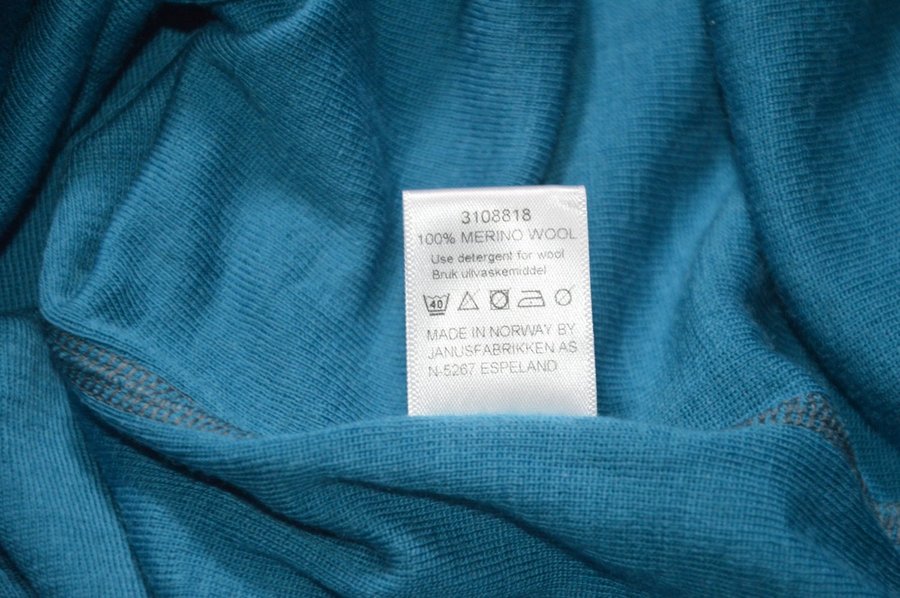 3108818
100% MERINO WOOL
Use detergent for wool
Bruk ullvaskemiddel
40
MADE IN NORWAY BY
JANUSFABRIKKEN AS
N-5267 ESPELAND